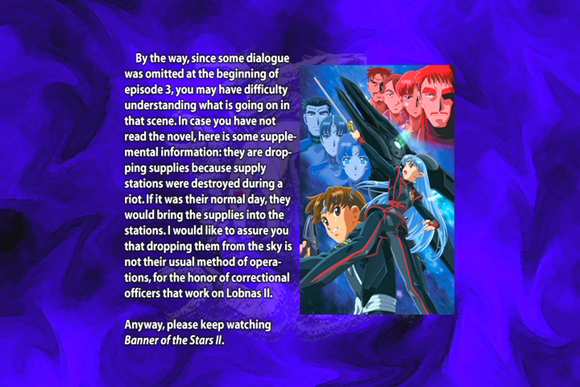 By the way, since some dialogue
was omitted at the beginning of
episode 3, you may have difficulty
understanding what is going on in
that scene. In case you have not
read the novel, here is some supple-
mental information: they are drop-
ping supplies because supply
stations were destroyed during a
riot. If it was their normal day, they
would bring the supplies into the
stations. I would like to assure you
that dropping them from the sky is
not their usual method of opera-
tions, for the honor of correctional
officers that work on Lobnas II.
Anyway, please keep watching
Banner of the Stars II.